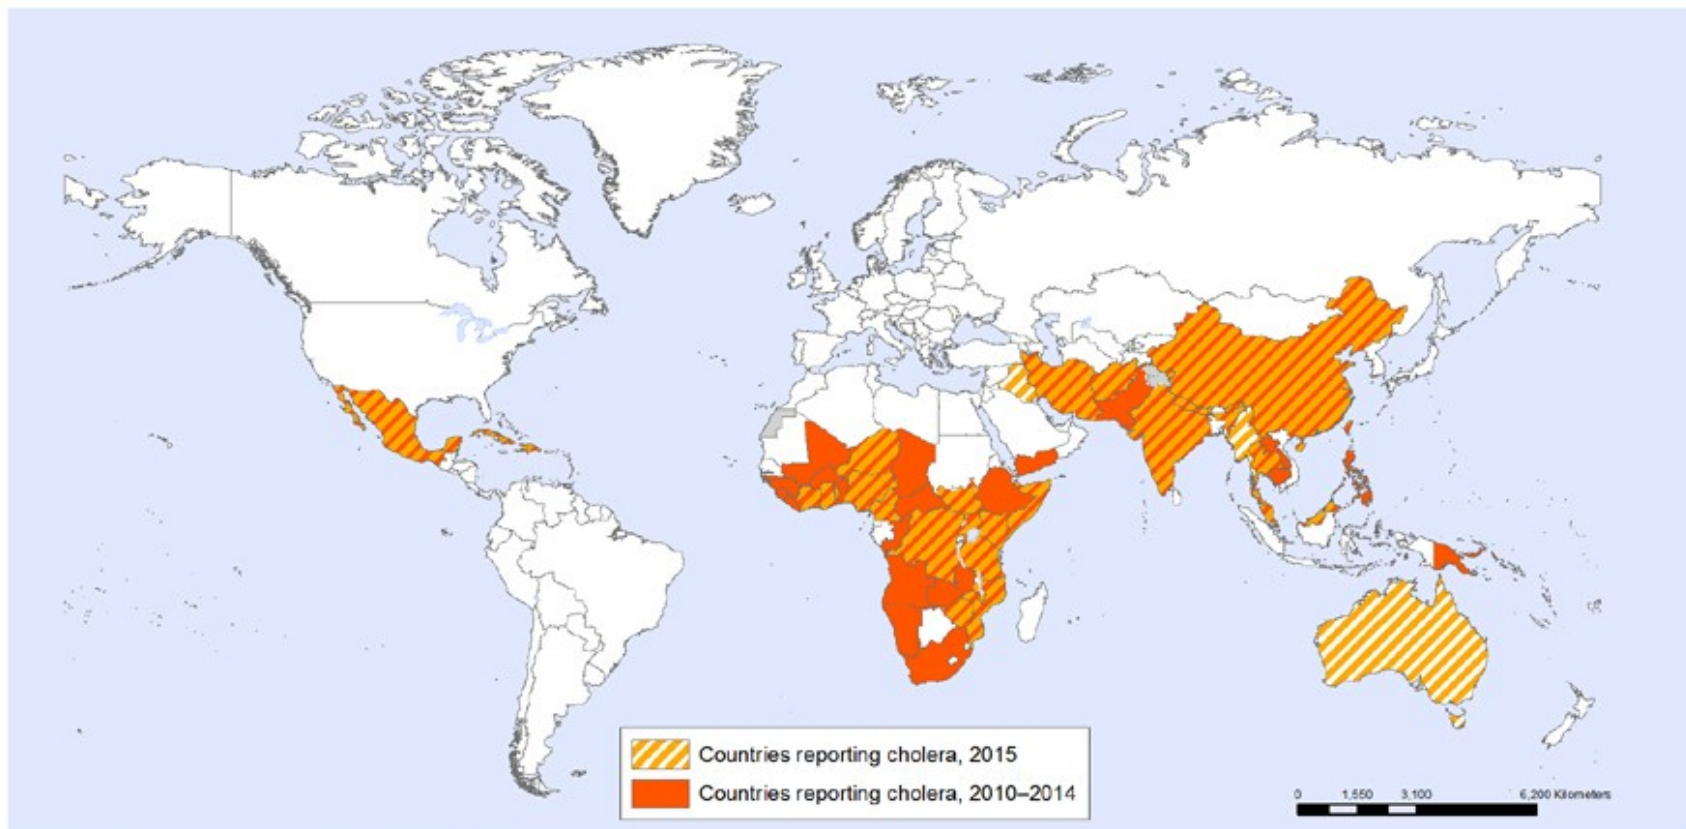 Countries reporting cholera, 2015
Countries reporting cholera, 2010–2014
0 1,550 3,100 6,200 Kilometers